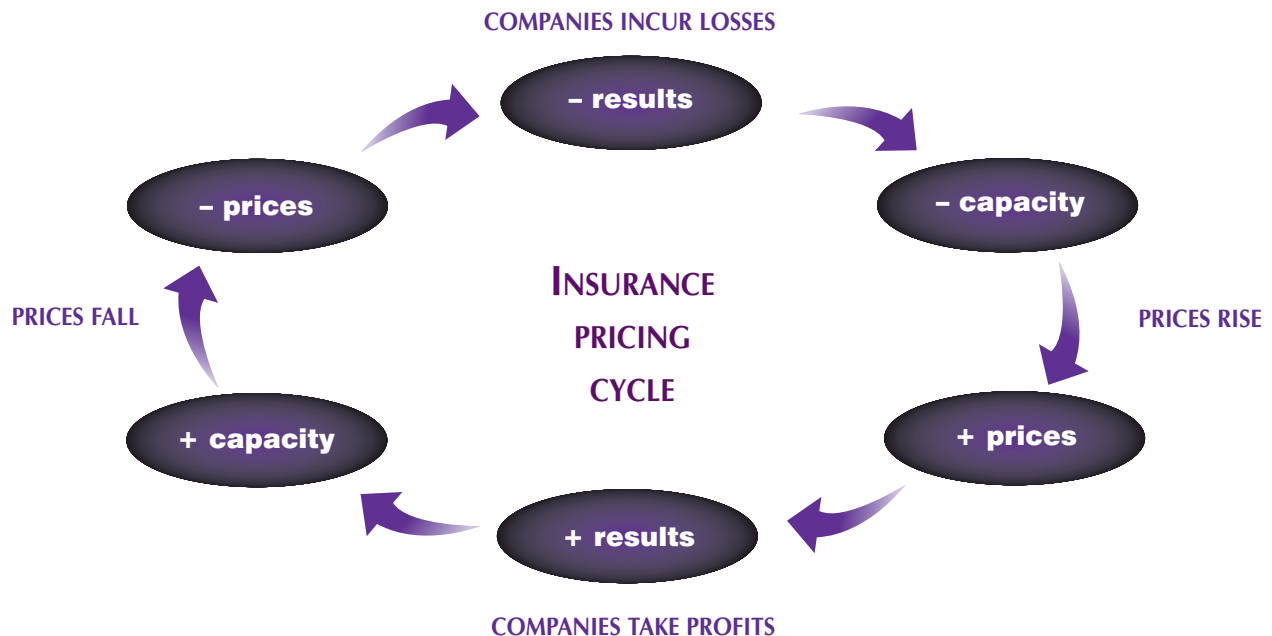 COMPANIES INCUR LOSSES
– results
– prices
– capacity
INSURANCE
PRICING
CYCLE
PRICES FALL
PRICES RISE
+ capacity
+ prices
+ results
COMPANIES TAKE PROFITS